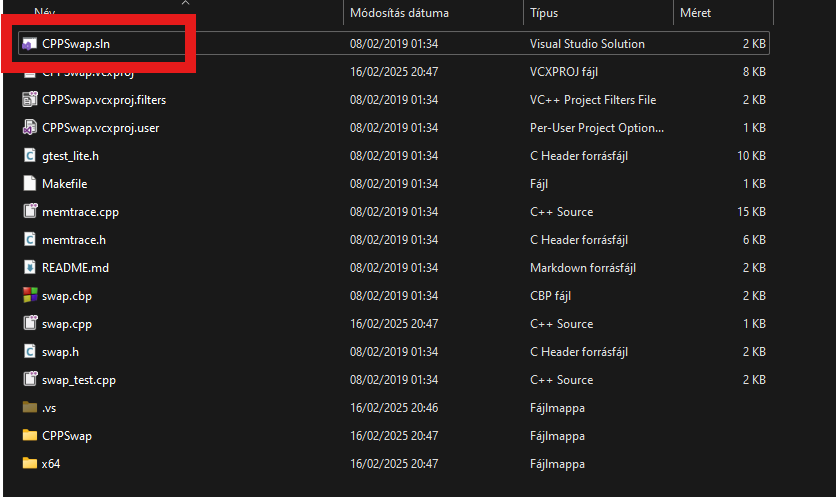 Név Módosítás dátuma Típus Méret
CPPSwap.sln 08/02/2019 01:34 Visual Studio Solution 2 KB
CPPSwap.vcxproj 16/02/2025 20:47 VCXPROJ fájl 8 KB
CPPSwap.vcxproj.filters 08/02/2019 01:34 VC++ Project Filters File 2 KB
CPPSwap.vcxproj.user 08/02/2019 01:34 Per-User Project Option... 1 KB
gtest_lite.h 08/02/2019 01:34 C Header forrásfájl 10 KB
Makefile 08/02/2019 01:34 Fájl 1 KB
memtrace.cpp 08/02/2019 01:34 C++ Source 15 KB
memtrace.h 08/02/2019 01:34 C Header forrásfájl 6 KB
README.md 08/02/2019 01:34 Markdown forrásfájl 2 KB
swap.cbp 08/02/2019 01:34 CBP fájl 2 KB
swap.cpp 16/02/2025 20:47 C++ Source 1 KB
swap.h 08/02/2019 01:34 C Header forrásfájl 2 KB
swap_test.cpp 08/02/2019 01:34 C++ Source 2 KB
.vs 16/02/2025 20:46 Fájlmappa
CPPSwap 16/02/2025 20:47 Fájlmappa
x64 16/02/2025 20:47 Fájlmappa